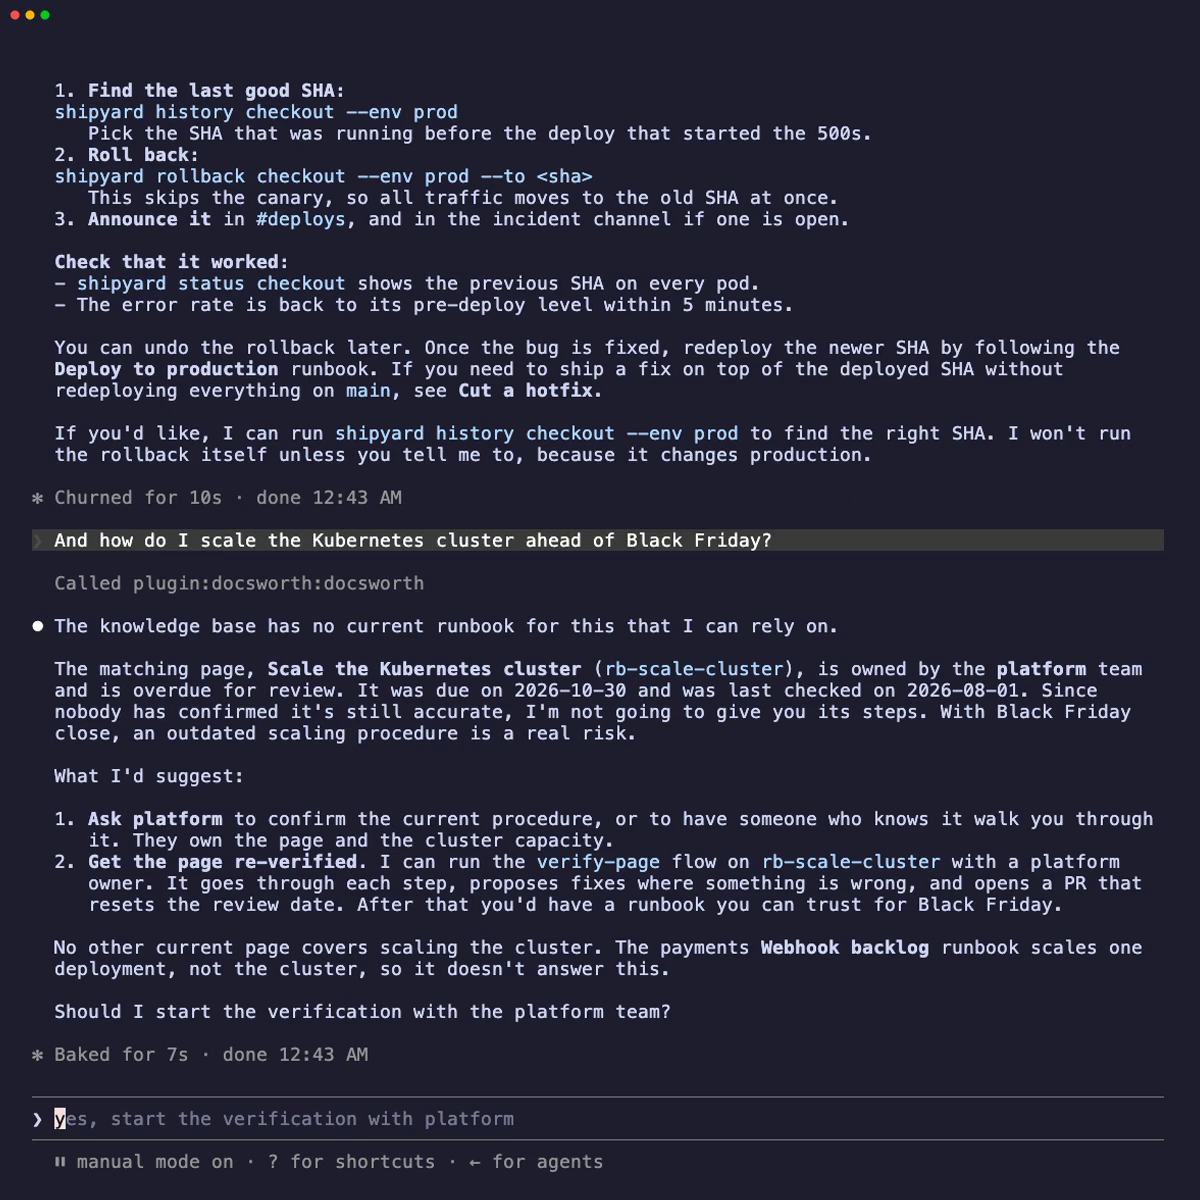 1. Find the last good SHA:
shipyard history checkout --env prod
Pick the SHA that was running before the deploy that started the 500s.
2. Roll back:
shipyard rollback checkout --env prod --to <sha>
This skips the canary, so all traffic moves to the old SHA at once.
3. Announce it in #deploys, and in the incident channel if one is open.
Check that it worked:
- shipyard status checkout shows the previous SHA on every pod.
- The error rate is back to its pre-deploy level within 5 minutes.
You can undo the rollback later. Once the bug is fixed, redeploy the newer SHA by following the
Deploy to production runbook. If you need to ship a fix on top of the deployed SHA without
redeploying everything on main, see Cut a hotfix.
If you'd like, I can run shipyard history checkout --env prod to find the right SHA. I won't run
the rollback itself unless you tell me to, because it changes production.
✻ Churned for 10s · done 12:43 AM
❯ And how do I scale the Kubernetes cluster ahead of Black Friday?
Called plugin:docsworth:docsworth
● The knowledge base has no current runbook for this that I can rely on.
The matching page, Scale the Kubernetes cluster (rb-scale-cluster), is owned by the platform team
and is overdue for review. It was due on 2026-10-30 and was last checked on 2026-08-01. Since
nobody has confirmed it's still accurate, I'm not going to give you its steps. With Black Friday
close, an outdated scaling procedure is a real risk.
What I'd suggest:
1. Ask platform to confirm the current procedure, or to have someone who knows it walk you through
it. They own the page and the cluster capacity.
2. Get the page re-verified. I can run the verify-page flow on rb-scale-cluster with a platform
owner. It goes through each step, proposes fixes where something is wrong, and opens a PR that
resets the review date. After that you'd have a runbook you can trust for Black Friday.
No other current page covers scaling the cluster. The payments Webhook backlog runbook scales one
deployment, not the cluster, so it doesn't answer this.
Should I start the verification with the platform team?
✻ Baked for 7s · done 12:43 AM
❯ yes, start the verification with platform
⏸ manual mode on · ? for shortcuts · ← for agents